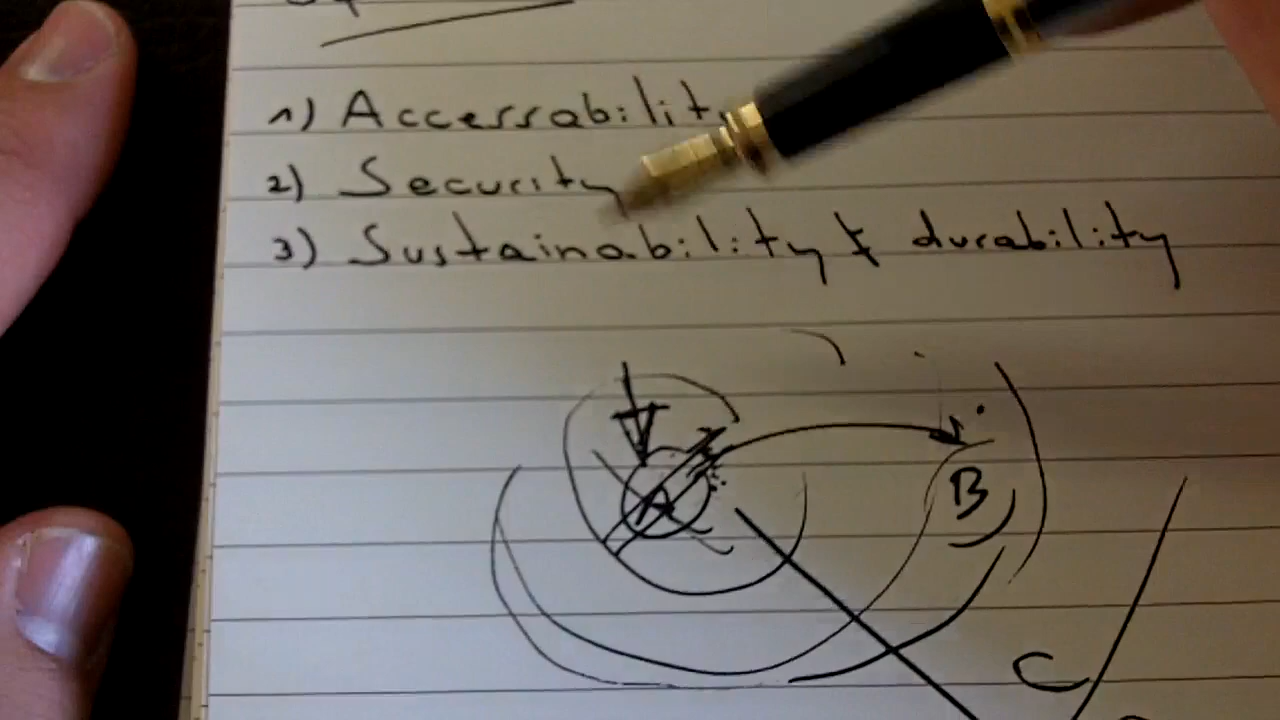 1) Accessability
2) Security
3) Sustainability & durability
A
B
C